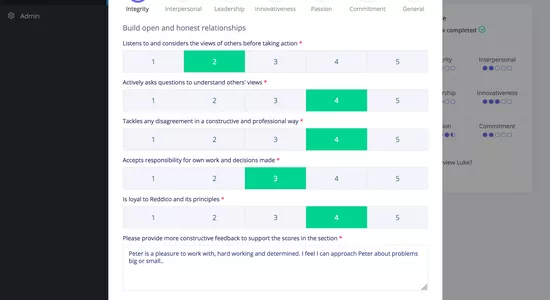 Admin
Integrity Interpersonal Leadership Innovativeness Passion Commitment General
Build open and honest relationships
Listens to and considers the views of others before taking action *
1 2 3 4 5
Actively asks questions to understand others' views *
1 2 3 4 5
Tackles any disagreement in a constructive and professional way *
1 2 3 4 5
Accepts responsibility for own work and decisions made *
1 2 3 4 5
Is loyal to Reddico and its principles *
1 2 3 4 5
Please provide more constructive feedback to support the scores in the section *
Peter is a pleasure to work with, hard working and determined. I feel I can approach Peter about problems
big or small..
completed
Interpersonal
Innovativeness
Commitment
Luke?